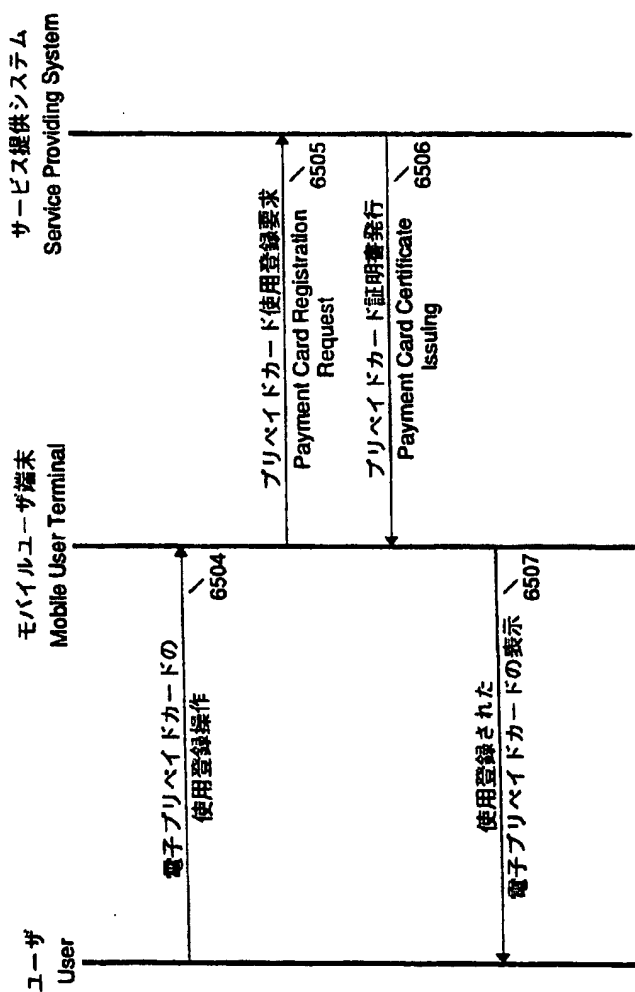 ユーザ
User
モバイルユーザ端末
Mobile User Terminal
サービス提供システム
Service Providing System
電子プリペイドカードの
使用登録操作
6504
プリペイドカード使用登録要求
6505
Payment Card Registration
Request
プリペイドカード証明書発行
6506
Payment Card Certificate
Issuing
使用登録された
電子プリペイドカードの表示
6507